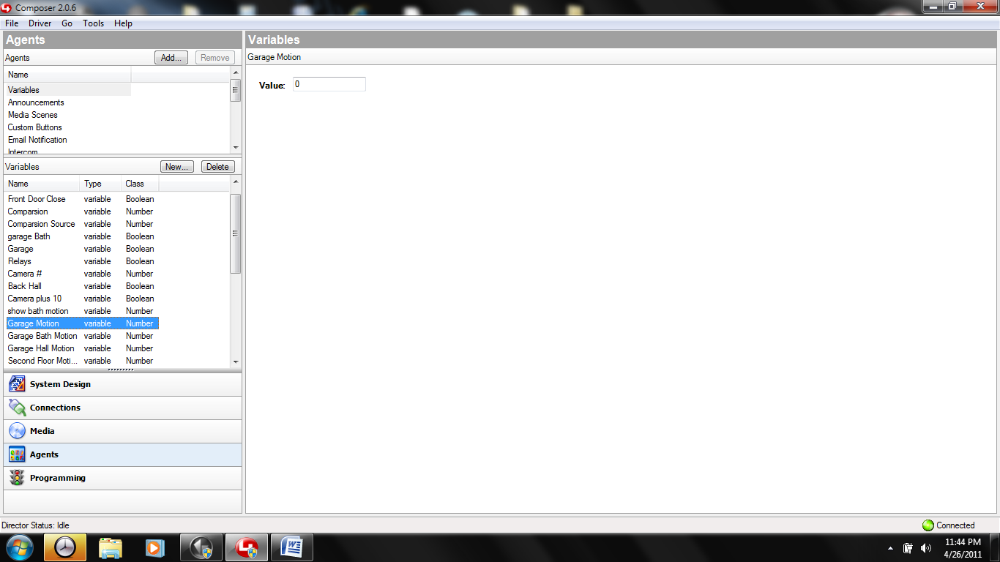 Composer 2.0.6
File Driver Go Tools Help
Agents
Agents Add... Remove
Name
Variables
Announcements
Media Scenes
Custom Buttons
Email Notification
Intercom
Variables New... Delete
Name Type Class
Front Door Close variable Boolean
Comparsion variable Number
Comparsion Source variable Number
garage Bath variable Boolean
Garage variable Boolean
Relays variable Boolean
Camera # variable Number
Back Hall variable Boolean
Camera plus 10 variable Boolean
show bath motion variable Number
Garage Motion variable Number
Garage Bath Motion variable Number
Garage Hall Motion variable Number
Second Floor Moti... variable Number
System Design
Connections
Media
Agents
Programming
Variables
Garage Motion
Value: 0
Director Status: Idle
Connected
11:44 PM
4/26/2011